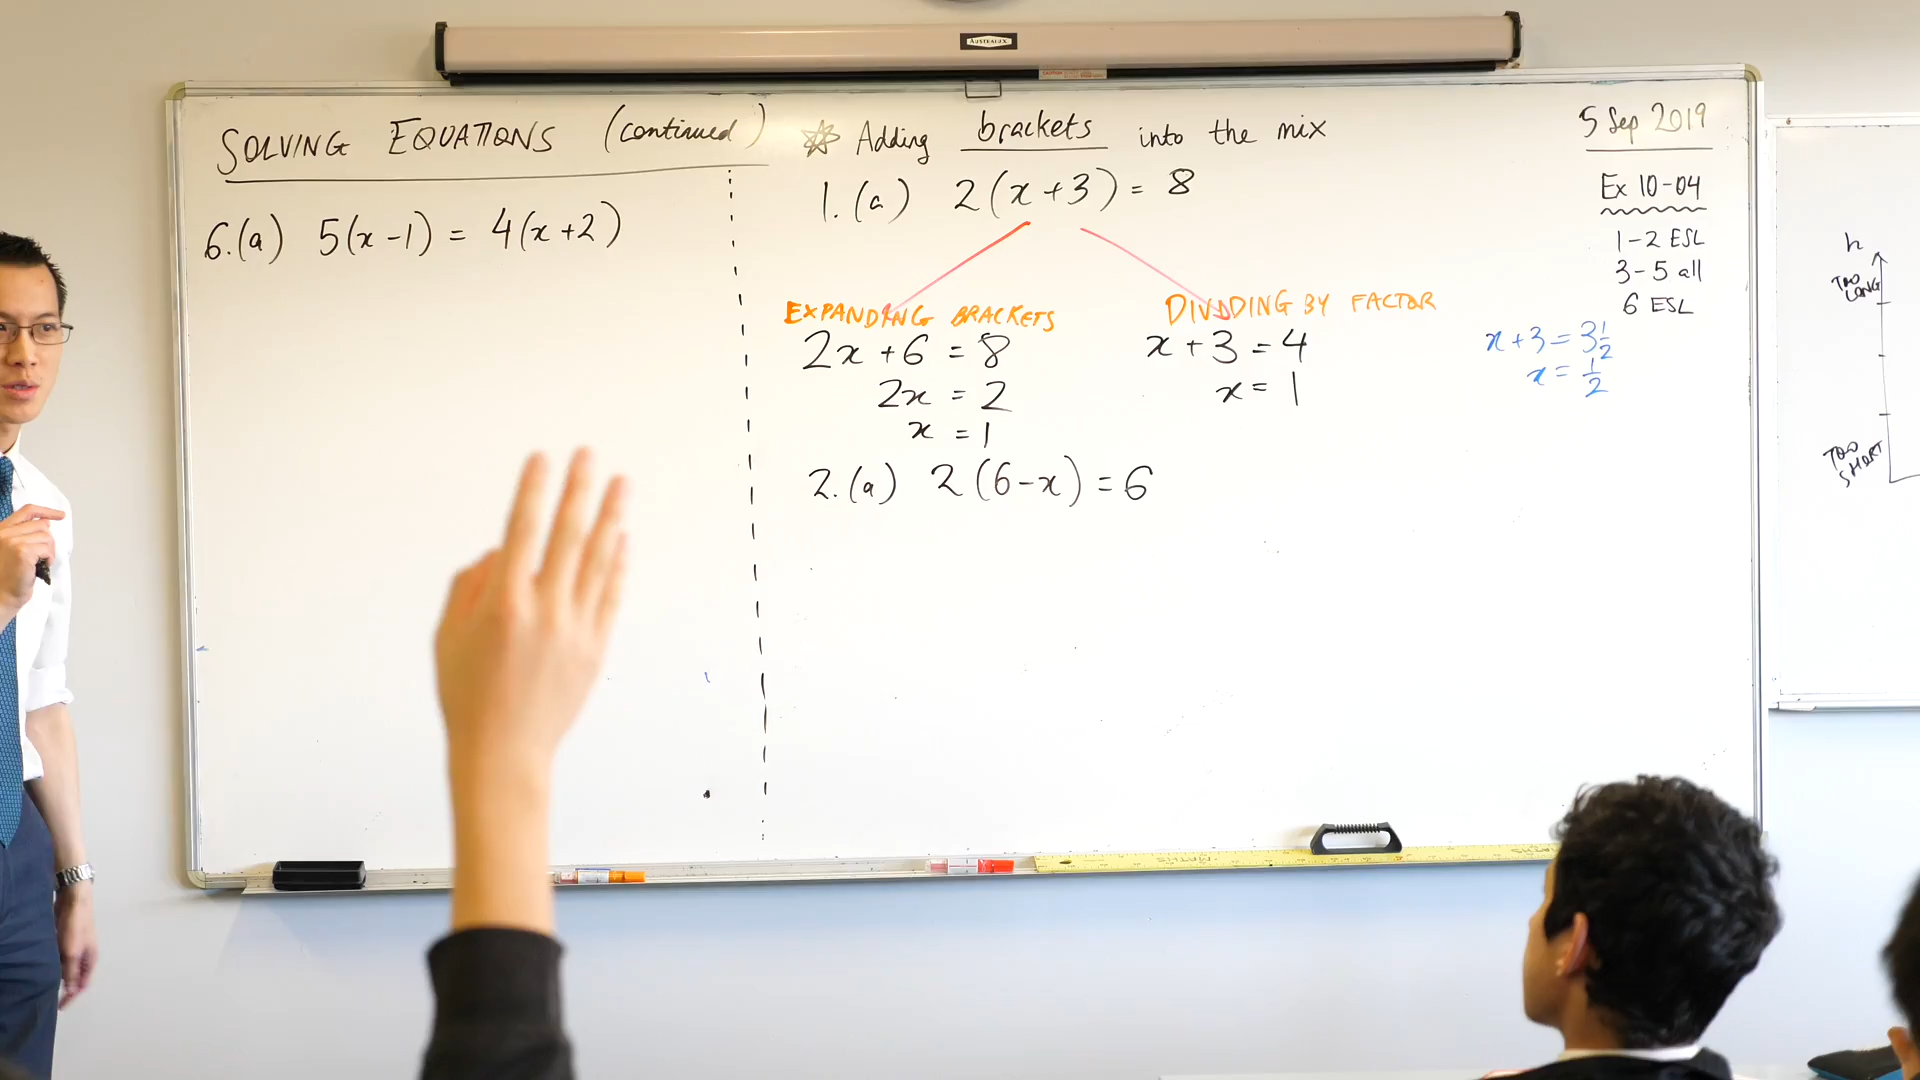 AUSTRALUX
SOLVING EQUATIONS (continued)
6.(a) 5(x-1) = 4(x+2)
☆ Adding brackets into the mix
1.(a) 2(x+3) = 8
EXPANDING BRACKETS
2x+6 = 8
2x = 2
x = 1
DIVIDING BY FACTOR
x+3 = 4
x = 1
2.(a) 2(6-x) = 6
5 Sep 2019
Ex 10-04
1-2 ESL
3-5 all
6 ESL
x+3 = 3½
x = ½
h
TOO LONG
TOO SHORT
MATHS